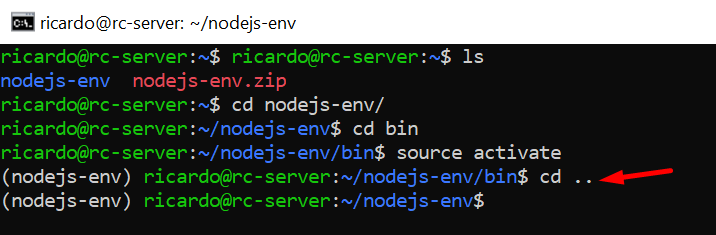 ricardo@rc-server: ~/nodejs-env
ricardo@rc-server:~$ ricardo@rc-server:~$ ls
nodejs-env  nodejs-env.zip
ricardo@rc-server:~$ cd nodejs-env/
ricardo@rc-server:~/nodejs-env$ cd bin
ricardo@rc-server:~/nodejs-env/bin$ source activate
(nodejs-env) ricardo@rc-server:~/nodejs-env/bin$ cd ..
(nodejs-env) ricardo@rc-server:~/nodejs-env$